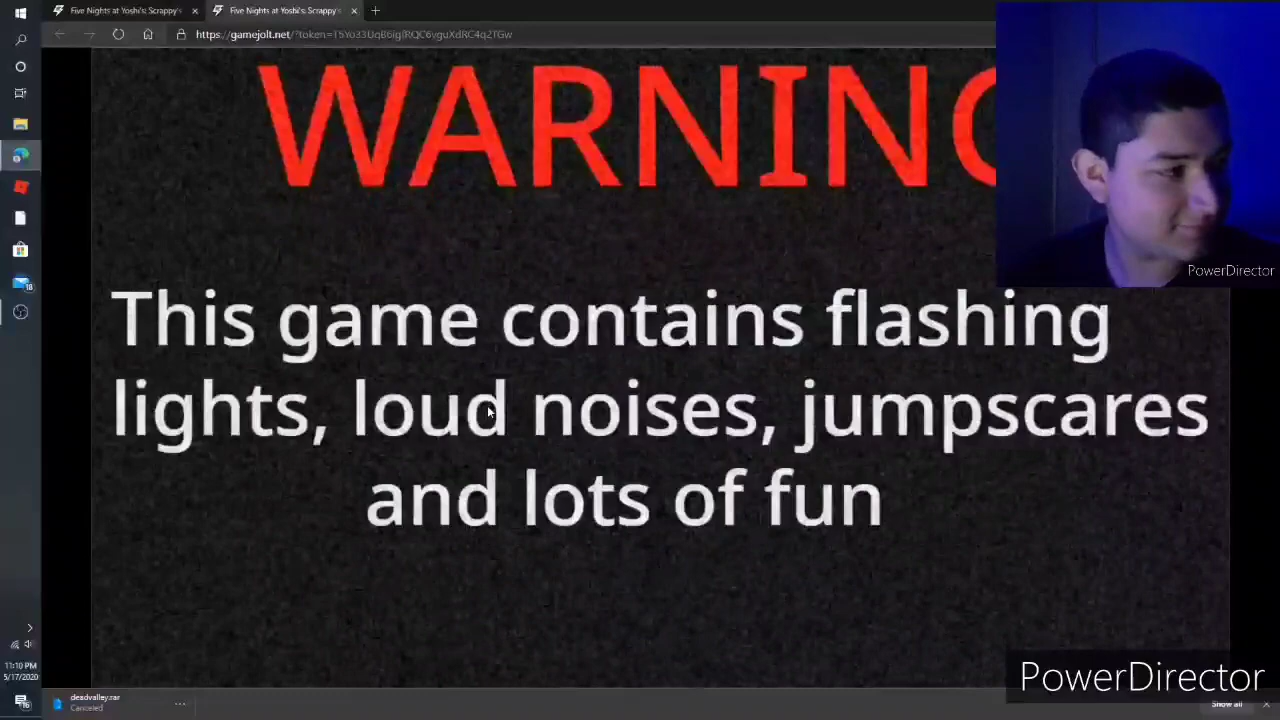 Five Nights at Yoshi's: Scrappy's
Five Nights at Yoshi's: Scrappy's
https://gamejolt.net/?token=
WARNING
This game contains flashing
lights, loud noises, jumpscares
and lots of fun
PowerDirector
PowerDirector
11:10 PM
5/17/2020
deadvalley.rar
Canceled
Show all